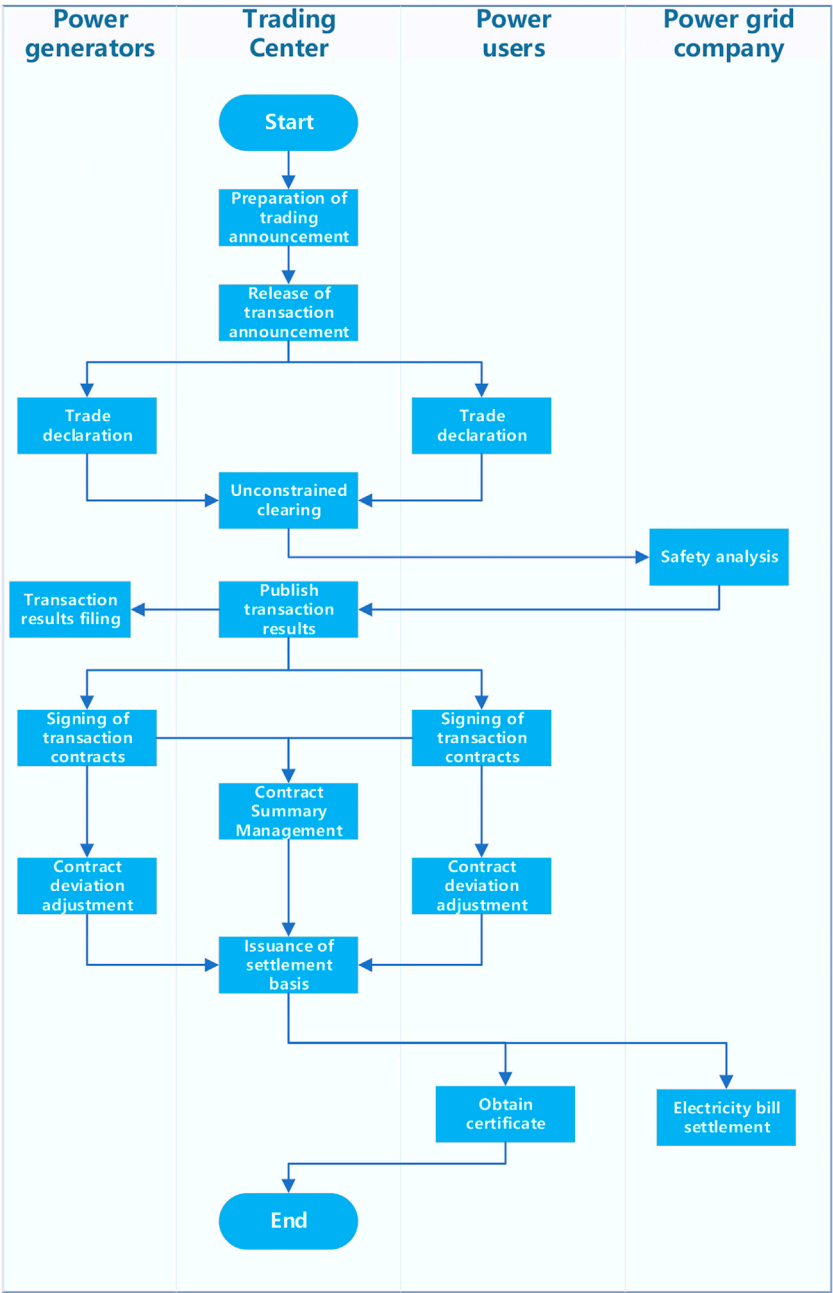 Power
generators
Trading
Center
Power
users
Power grid
company
Start
Preparation of
trading
announcement
Release of
transaction
announcement
Trade
declaration
Trade
declaration
Unconstrained
clearing
Safety analysis
Transaction
results filing
Publish
transaction
results
Signing of
transaction
contracts
Signing of
transaction
contracts
Contract
Summary
Management
Contract
deviation
adjustment
Contract
deviation
adjustment
Issuance of
settlement
basis
Obtain
certificate
Electricity bill
settlement
End